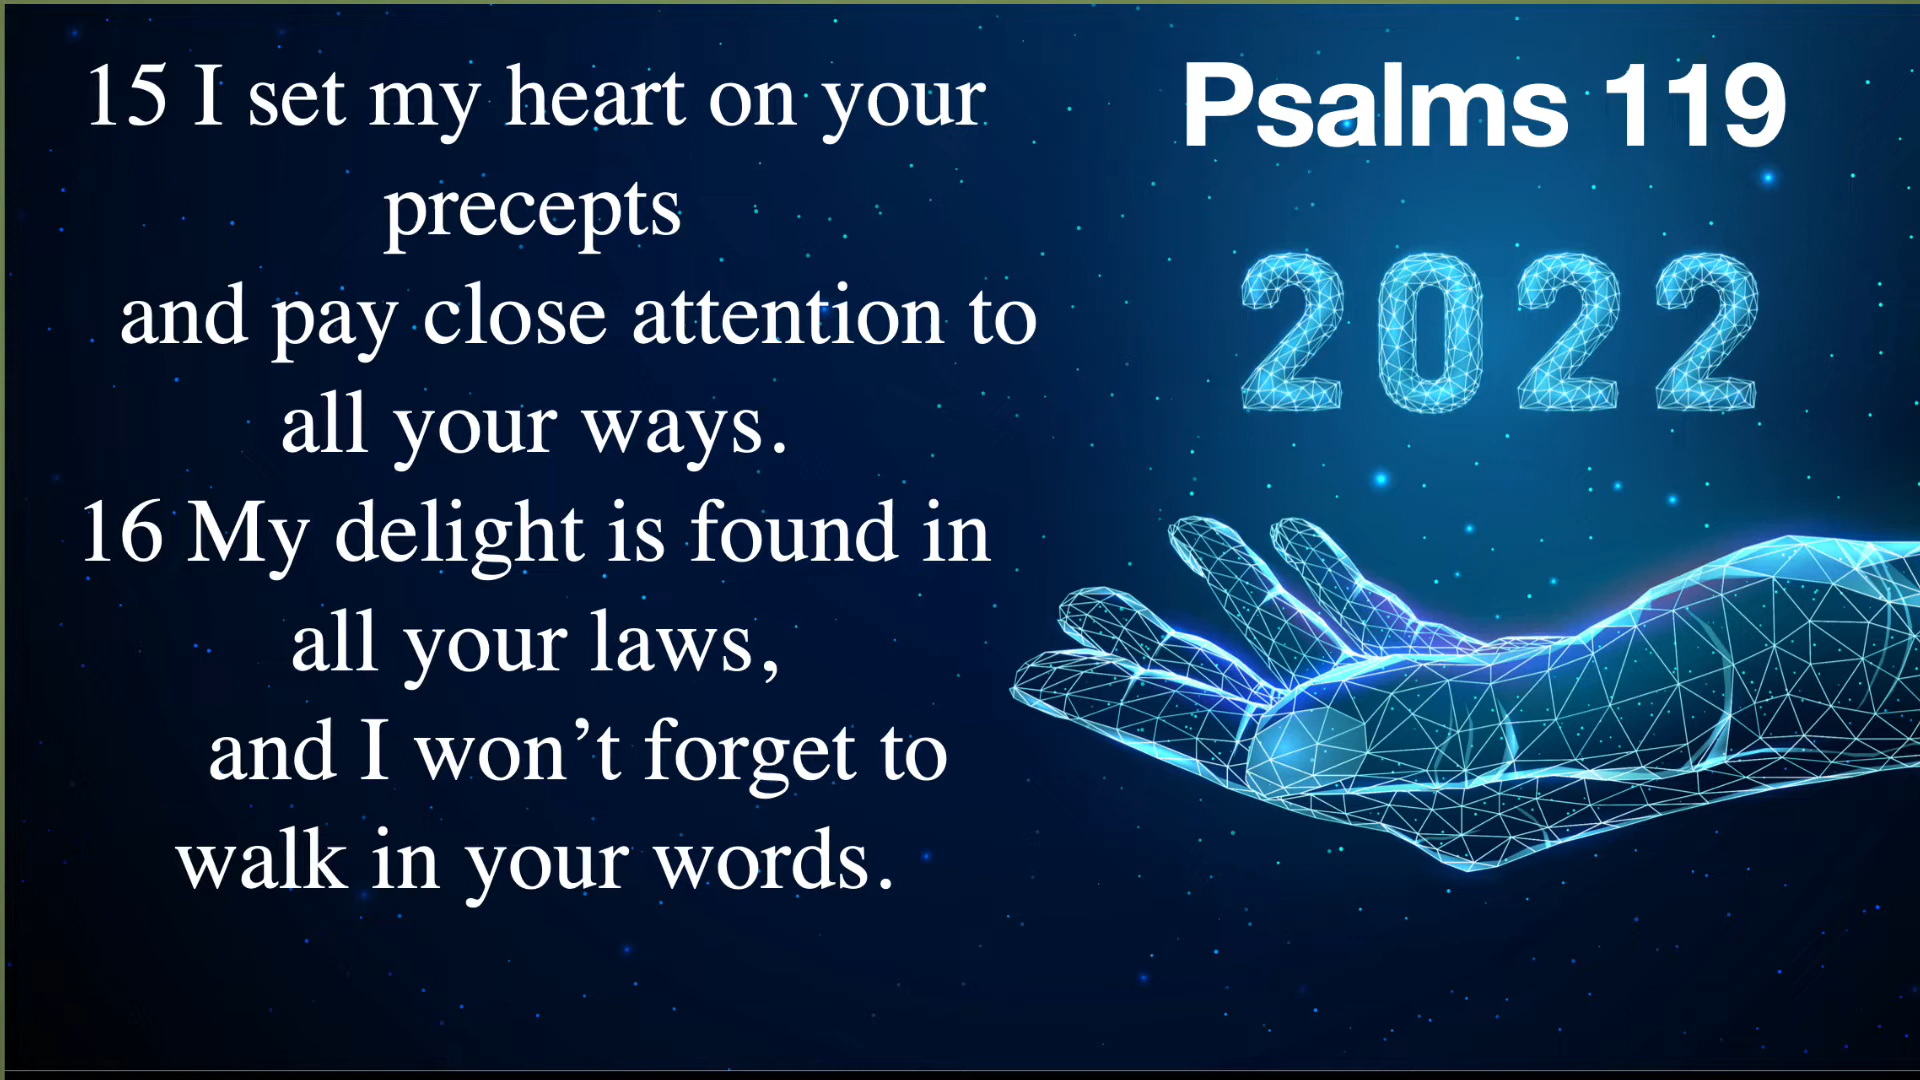 15 I set my heart on your
precepts
and pay close attention to
all your ways.
16 My delight is found in
all your laws,
and I won’t forget to
walk in your words.
Psalms 119
2022